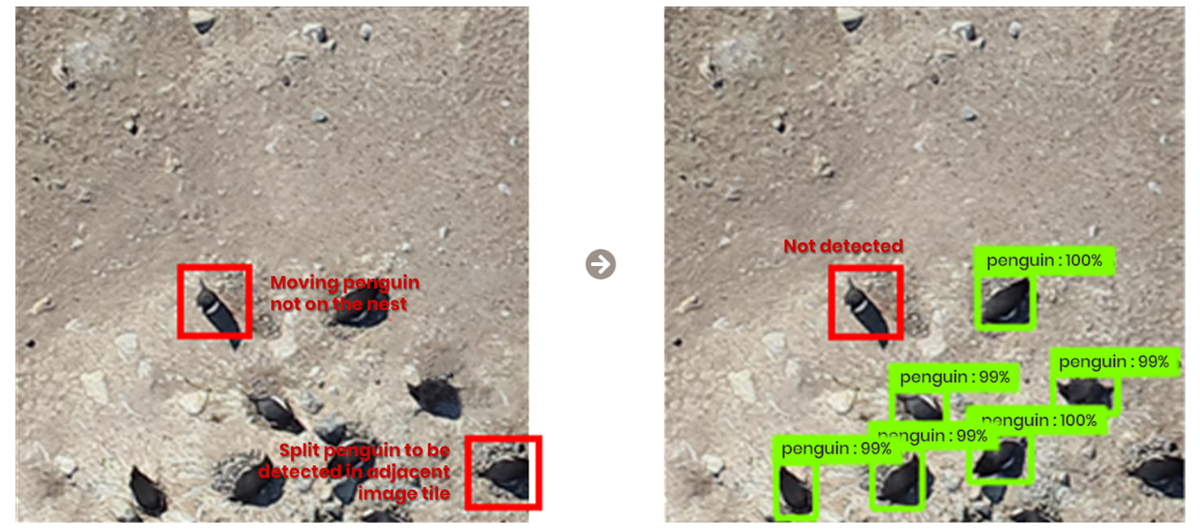 Moving penguin
not on the nest
Split penguin to be
detected in adjacent
image tile
Not detected
penguin : 100%
penguin : 99%
penguin : 99%
penguin : 100%
penguin : 99%
penguin : 99%